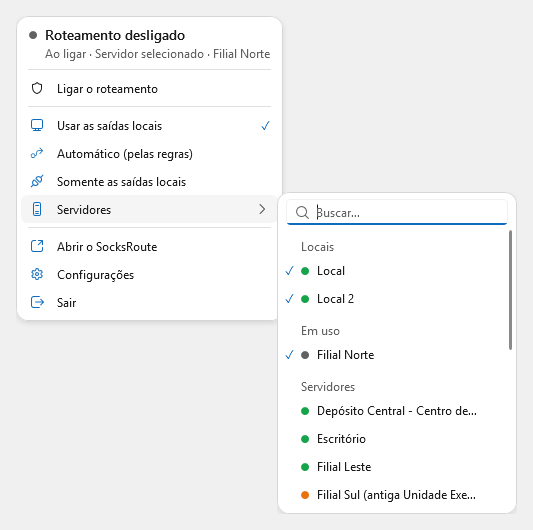 Roteamento desligado
Ao ligar · Servidor selecionado · Filial Norte
Ligar o roteamento
Usar as saídas locais
Automático (pelas regras)
Somente as saídas locais
Servidores
Abrir o SocksRoute
Configurações
Sair
Buscar...
Locais
Local
Local 2
Em uso
Filial Norte
Servidores
Depósito Central - Centro de...
Escritório
Filial Leste
Filial Sul (antiga Unidade Exe...